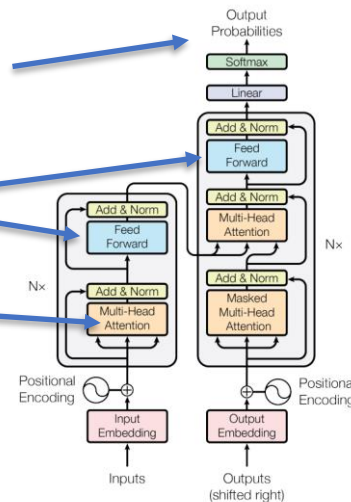 Output
Probabilities
Softmax
Linear
Add & Norm
Feed
Forward
Add & Norm
Multi-Head
Attention
Add & Norm
Masked
Multi-Head
Attention
N×
Add & Norm
Feed
Forward
Add & Norm
Multi-Head
Attention
N×
Positional
Encoding
Positional
Encoding
Input
Embedding
Output
Embedding
Inputs
Outputs
(shifted right)